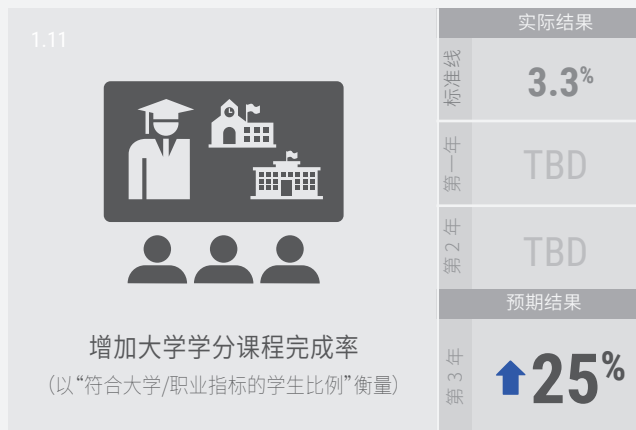 1.11
增加大学学分课程完成率
（以“符合大学/职业指标的学生比例”衡量）
实际结果
标准线
3.3%
第一年
TBD
第 2 年
TBD
预期结果
第 3 年
25%